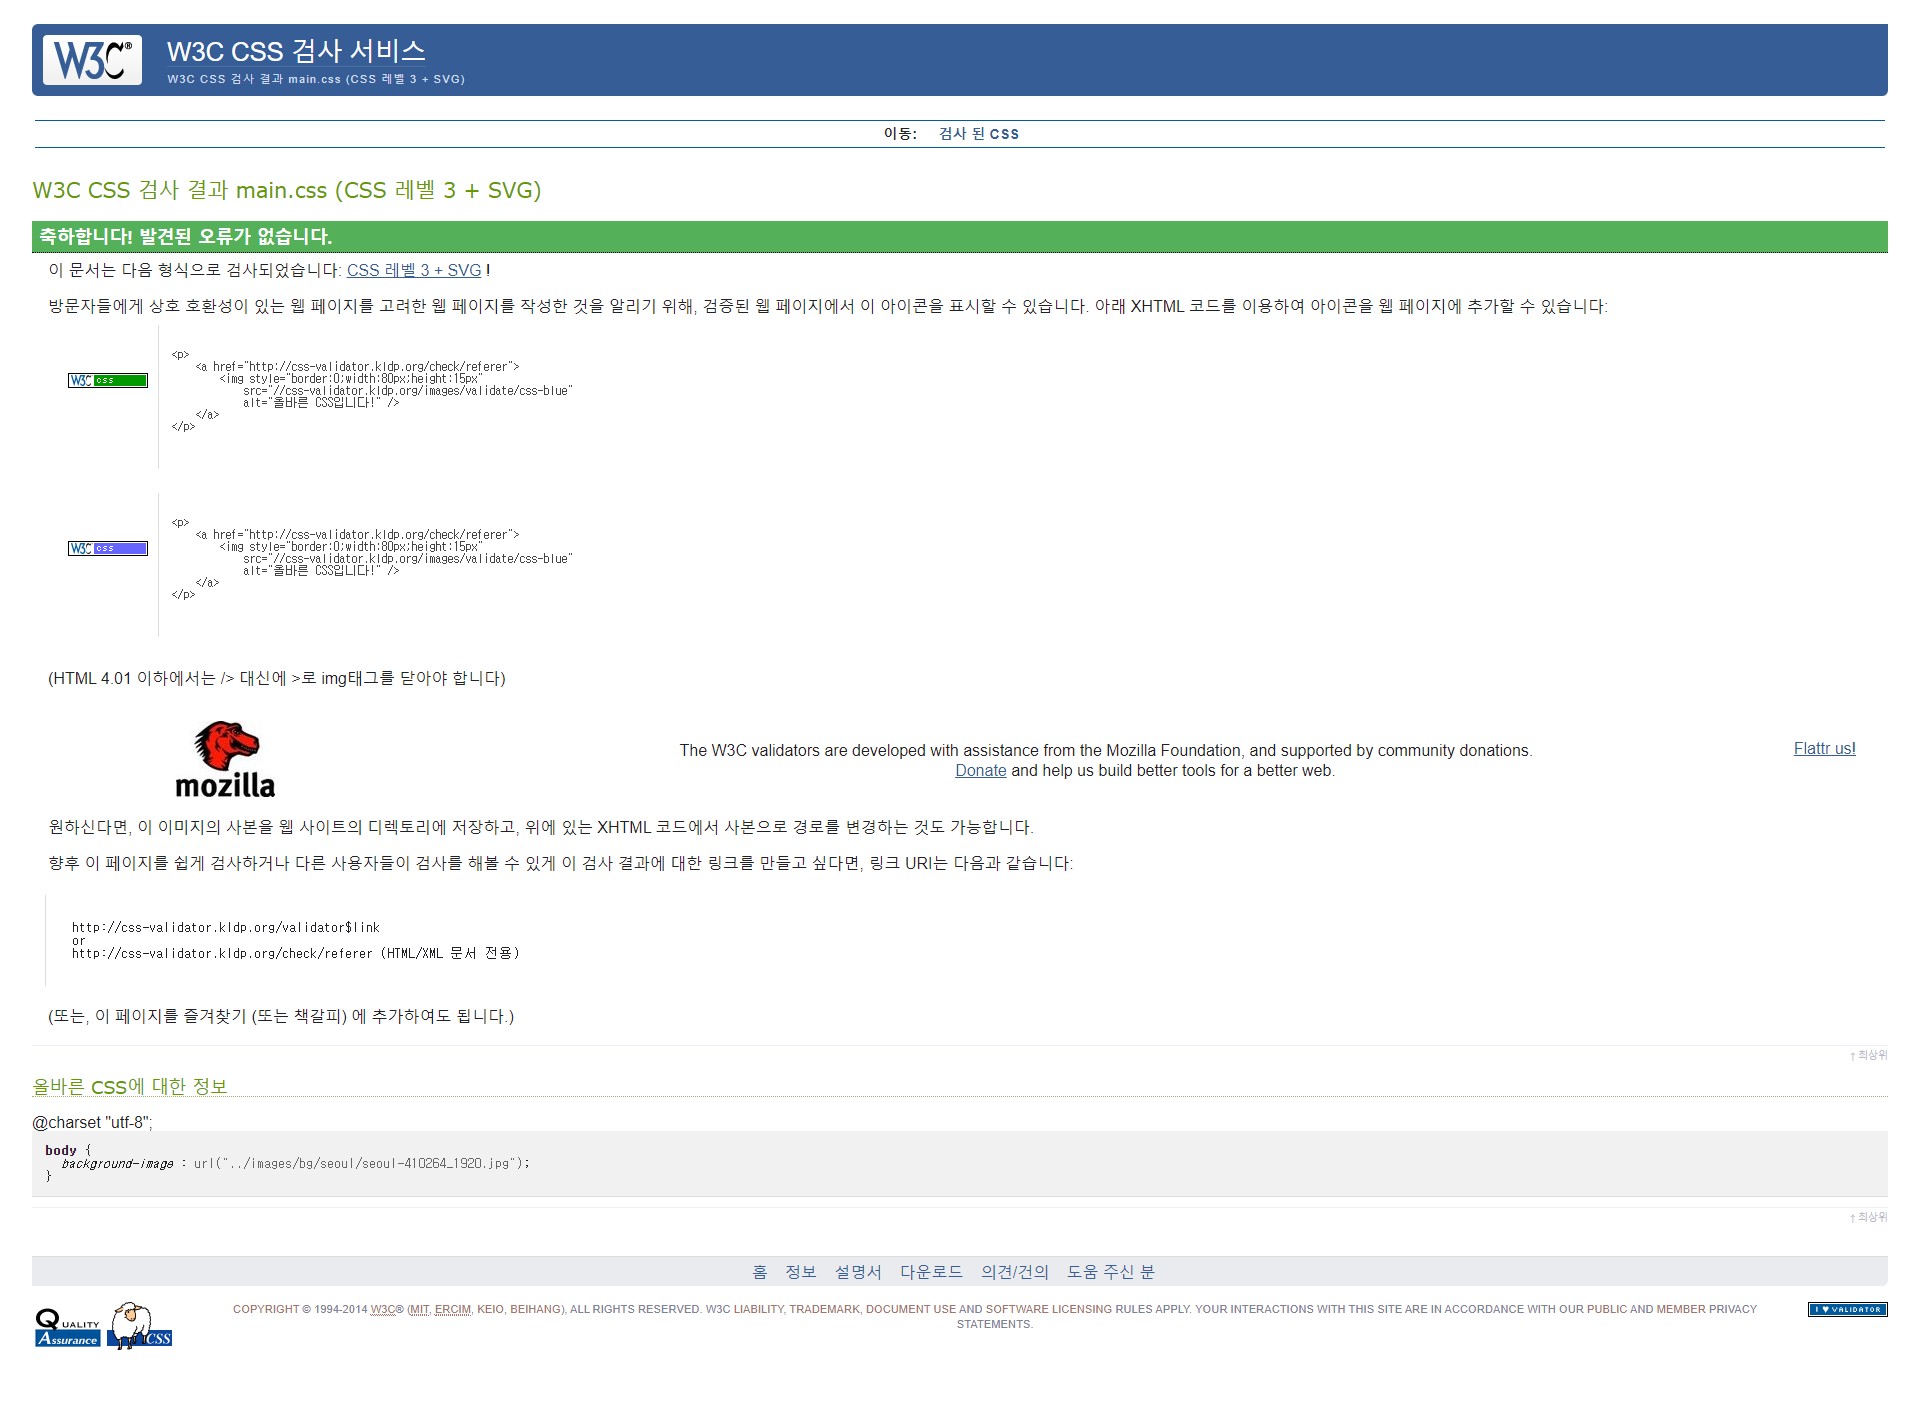 W3C®
W3C CSS 검사 서비스
W3C CSS 검사 결과 main.css (CSS 레벨 3 + SVG)
이동: 검사 된 CSS
W3C CSS 검사 결과 main.css (CSS 레벨 3 + SVG)
축하합니다! 발견된 오류가 없습니다.
이 문서는 다음 형식으로 검사되었습니다: CSS 레벨 3 + SVG !
방문자들에게 상호 호환성이 있는 웹 페이지를 고려한 웹 페이지를 작성한 것을 알리기 위해, 검증된 웹 페이지에서 이 아이콘을 표시할 수 있습니다. 아래 XHTML 코드를 이용하여 아이콘을 웹 페이지에 추가할 수 있습니다:
W3C css
<p>
<a href="http://css-validator.kldp.org/check/referer">
<img style="border:0;width:80px;height:15px"
src="//css-validator.kldp.org/images/validate/css-blue"
alt="올바른 CSS입니다!" />
</a>
</p>
W3C css
<p>
<a href="http://css-validator.kldp.org/check/referer">
<img style="border:0;width:80px;height:15px"
src="//css-validator.kldp.org/images/validate/css-blue"
alt="올바른 CSS입니다!" />
</a>
</p>
(HTML 4.01 이하에서는 /> 대신에 >로 img태그를 닫아야 합니다)
mozilla
The W3C validators are developed with assistance from the Mozilla Foundation, and supported by community donations.
Donate and help us build better tools for a better web.
Flattr us!
원하신다면, 이 이미지의 사본을 웹 사이트의 디렉토리에 저장하고, 위에 있는 XHTML 코드에서 사본으로 경로를 변경하는 것도 가능합니다.
향후 이 페이지를 쉽게 검사하거나 다른 사용자들이 검사를 해볼 수 있게 이 검사 결과에 대한 링크를 만들고 싶다면, 링크 URI는 다음과 같습니다:
http://css-validator.kldp.org/validator$link
or
http://css-validator.kldp.org/check/referer (HTML/XML 문서 전용)
(또는, 이 페이지를 즐겨찾기 (또는 책갈피) 에 추가하여도 됩니다.)
↑ 최상위
올바른 CSS에 대한 정보
@charset "utf-8";
body {
background-image : url("../images/bg/seoul/seoul-410264_1920.jpg");
}
↑ 최상위
홈 정보 설명서 다운로드 의견/건의 도움 주신 분
QUALITY
Assurance
CSS
COPYRIGHT © 1994-2014 W3C® (MIT, ERCIM, KEIO, BEIHANG), ALL RIGHTS RESERVED. W3C LIABILITY, TRADEMARK, DOCUMENT USE AND SOFTWARE LICENSING RULES APPLY. YOUR INTERACTIONS WITH THIS SITE ARE IN ACCORDANCE WITH OUR PUBLIC AND MEMBER PRIVACY
STATEMENTS.
I ♥ VALIDATOR